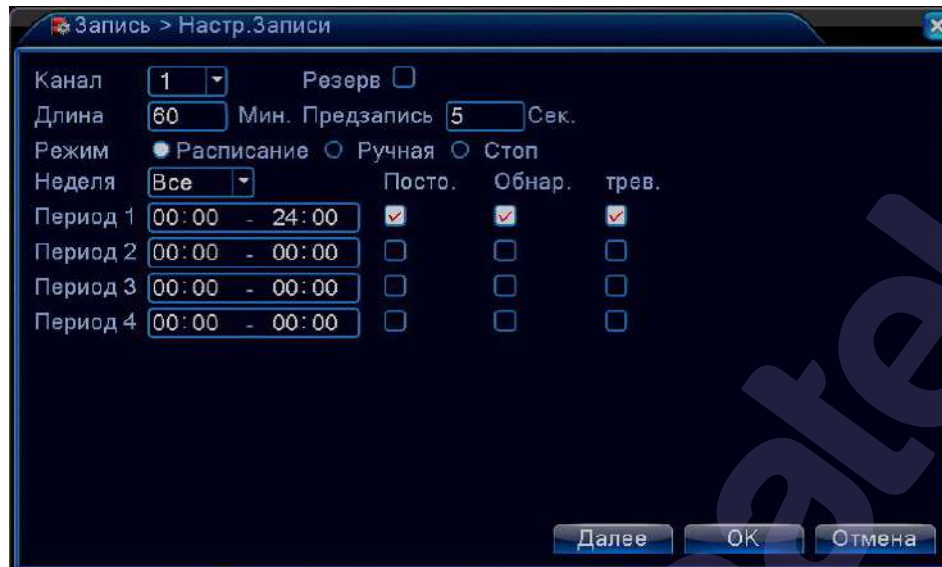 Запись > Настр.Записи
Канал 1 Резерв
Длина 60 Мин. Предзапись 5 Сек.
Режим Расписание Ручная Стоп
Неделя Все Посто. Обнар. трев.
Период 1 00:00 - 24:00
Период 2 00:00 - 00:00
Период 3 00:00 - 00:00
Период 4 00:00 - 00:00
Далее OK Отмена